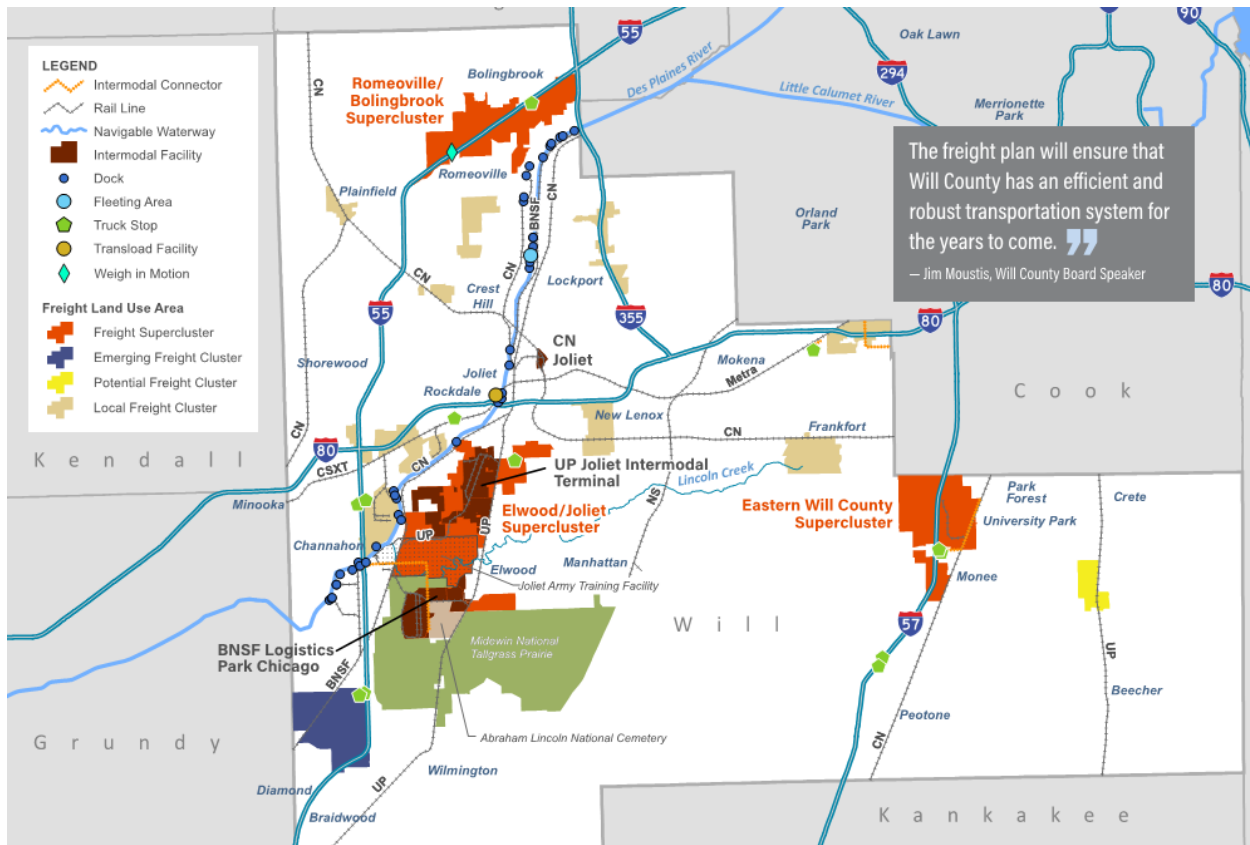 LEGEND
Intermodal Connector
Rail Line
Navigable Waterway
Intermodal Facility
Dock
Fleeting Area
Truck Stop
Transload Facility
Weigh in Motion
Freight Land Use Area
Freight Supercluster
Emerging Freight Cluster
Potential Freight Cluster
Local Freight Cluster
55
90
Oak Lawn
294
Bolingbrook
Romeoville/
Bolingbrook
Supercluster
Des Plaines River
Little Calumet River
Merrionette
Park
CN
The freight plan will ensure that
Will County has an efficient and
robust transportation system for
the years to come. ”
— Jim Moustis, Will County Board Speaker
Romeoville
Plainfield
CN
BNSF
Orland
Park
CN
CN
Crest
Hill
Lockport
80
80
55
355
CN
Joliet
Shorewood
Joliet
Rockdale
Mokena
Metra
Cook
New Lenox
Frankfort
CN
CN
80
Kendall
CSXT
CN
UP Joliet Intermodal
Terminal
Lincoln Creek
NS
Minooka
Elwood/Joliet
Supercluster
Eastern Will County
Supercluster
Park
Forest
Crete
University Park
UP
UP
Channahon
Elwood
Manhattan
Joliet Army Training Facility
Monee
Will
57
Midewin National
Tallgrass Prairie
BNSF Logistics
Park Chicago
BNSF
UP
Beecher
Peotone
CN
Grundy
Abraham Lincoln National Cemetery
Wilmington
UP
Diamond
Braidwood
Kankakee